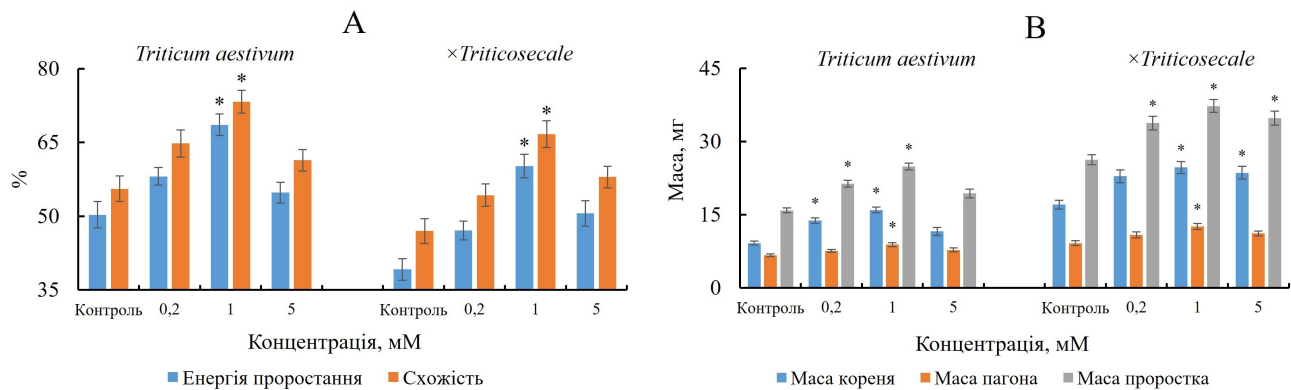 A
Triticum aestivum
×Triticosecale
80
65
50
35
%
* * * *
Контроль 0,2 1 5 Контроль 0,2 1 5
Концентрація, мМ
Енергія проростання Схожість
B
Triticum aestivum
×Triticosecale
45
30
15
0
Маса, мг
* * * * * * * * * * *
Контроль 0,2 1 5 Контроль 0,2 1 5
Концентрація, мМ
Маса кореня Маса пагона Маса проростка